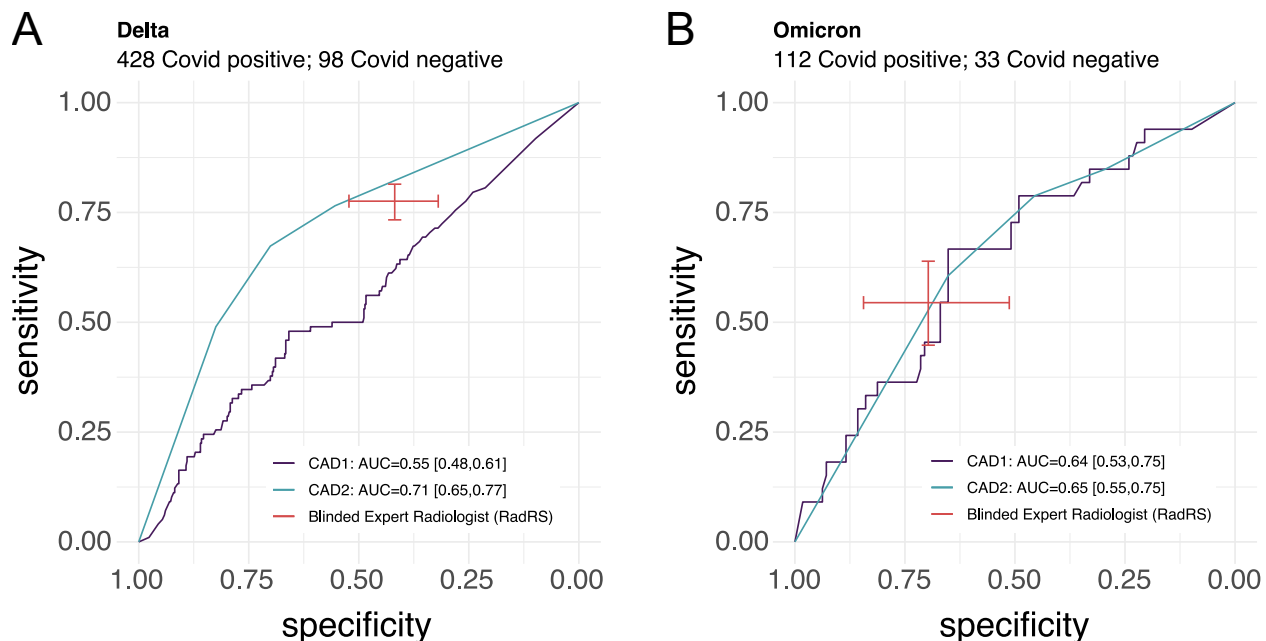 A
Delta
428 Covid positive; 98 Covid negative
1.00
0.75
0.50
0.25
0.00
sensitivity
CAD1: AUC=0.55 [0.48,0.61]
CAD2: AUC=0.71 [0.65,0.77]
Blinded Expert Radiologist (RadRS)
1.00 0.75 0.50 0.25 0.00
specificity
B
Omicron
112 Covid positive; 33 Covid negative
1.00
0.75
0.50
0.25
0.00
sensitivity
CAD1: AUC=0.64 [0.53,0.75]
CAD2: AUC=0.65 [0.55,0.75]
Blinded Expert Radiologist (RadRS)
1.00 0.75 0.50 0.25 0.00
specificity